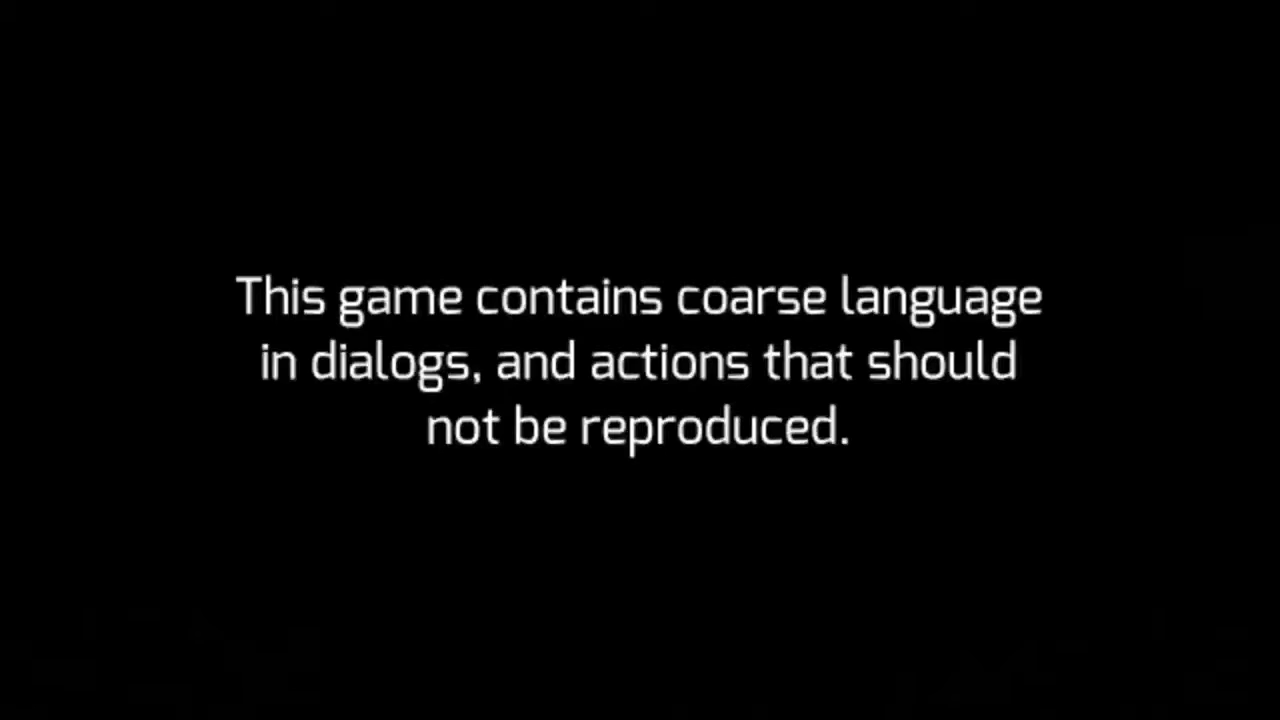 This game contains coarse language
in dialogs, and actions that should
not be reproduced.